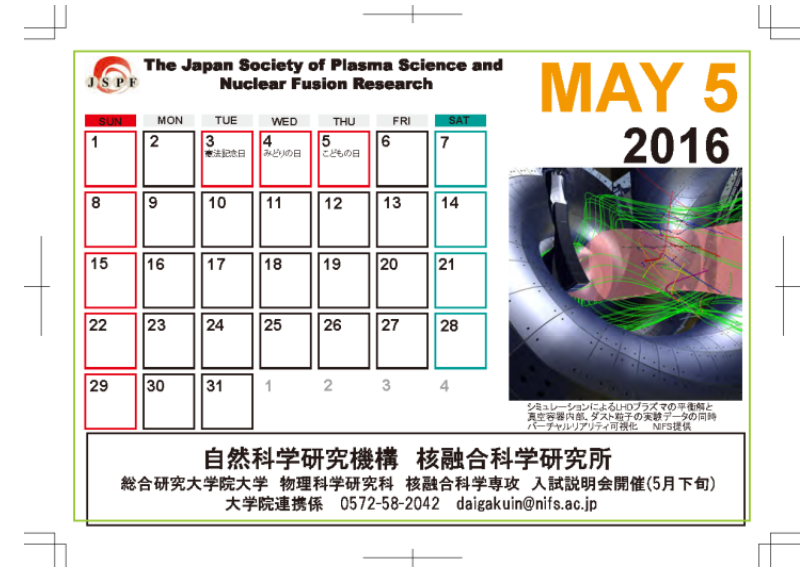 JSPF
The Japan Society of Plasma Science and
Nuclear Fusion Research
MAY 5
2016
SUN MON TUE WED THU FRI SAT
1 2 3 4 5 6 7
憲法記念日 みどりの日 こどもの日
8 9 10 11 12 13 14
15 16 17 18 19 20 21
22 23 24 25 26 27 28
29 30 31 1 2 3 4
シミュレーションによるLHDプラズマの平衡解と
真空容器内部、ダスト粒子の実験データの同時
バーチャルリアリティ可視化 NIFS提供
自然科学研究機構 核融合科学研究所
総合研究大学院大学 物理科学研究科 核融合科学専攻 入試説明会開催(5月下旬)
大学院連携係 0572-58-2042 daigakuin@nifs.ac.jp